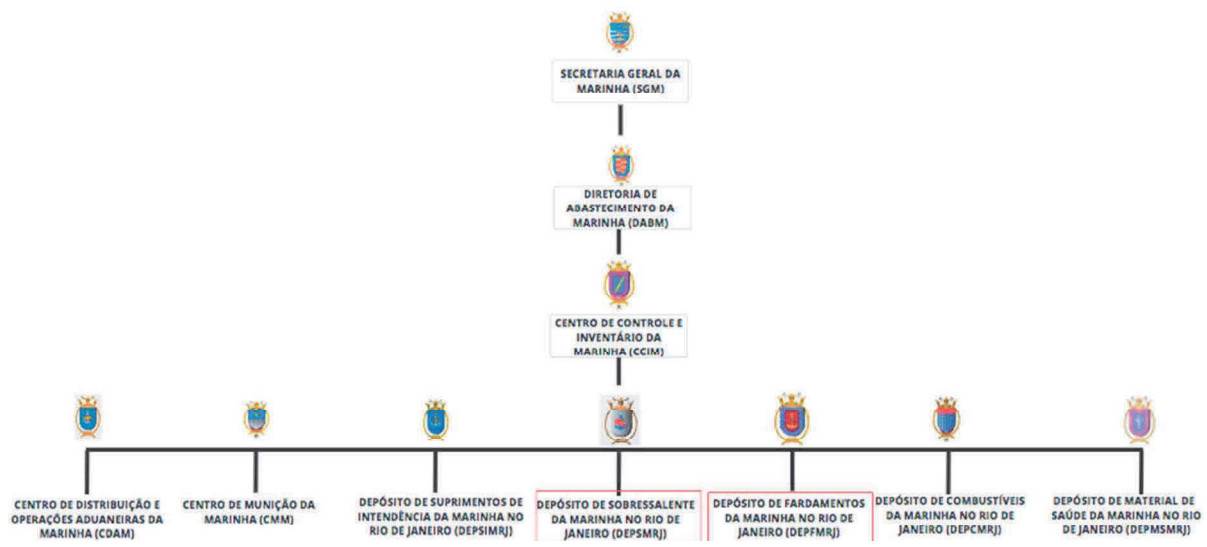 SECRETARIA GERAL DA
MARINHA (SGM)
DIRETORIA DE
ABASTECIMENTO DA
MARINHA (DABM)
CENTRO DE CONTROLE E
INVENTÁRIO DA
MARINHA (CCIM)
CENTRO DE DISTRIBUIÇÃO E
OPERAÇÕES ADUANEIRAS DA
MARINHA (CDAM)
CENTRO DE MUNIÇÃO DA
MARINHA (CMM)
DEPÓSITO DE SUPRIMENTOS DE
INTENDÊNCIA DA MARINHA NO
RIO DE JANEIRO (DEPSIMRJ)
DEPÓSITO DE SOBRESSALENTE
DA MARINHA NO RIO DE
JANEIRO (DEPSMRJ)
DEPÓSITO DE FARDAMENTOS
DA MARINHA NO RIO DE
JANEIRO (DEPFMRJ)
DEPÓSITO DE COMBUSTÍVEIS
DA MARINHA NO RIO DE
JANEIRO (DEPCMRJ)
DEPÓSITO DE MATERIAL DE
SAÚDE DA MARINHA NO RIO
DE JANEIRO (DEPMSMRJ)